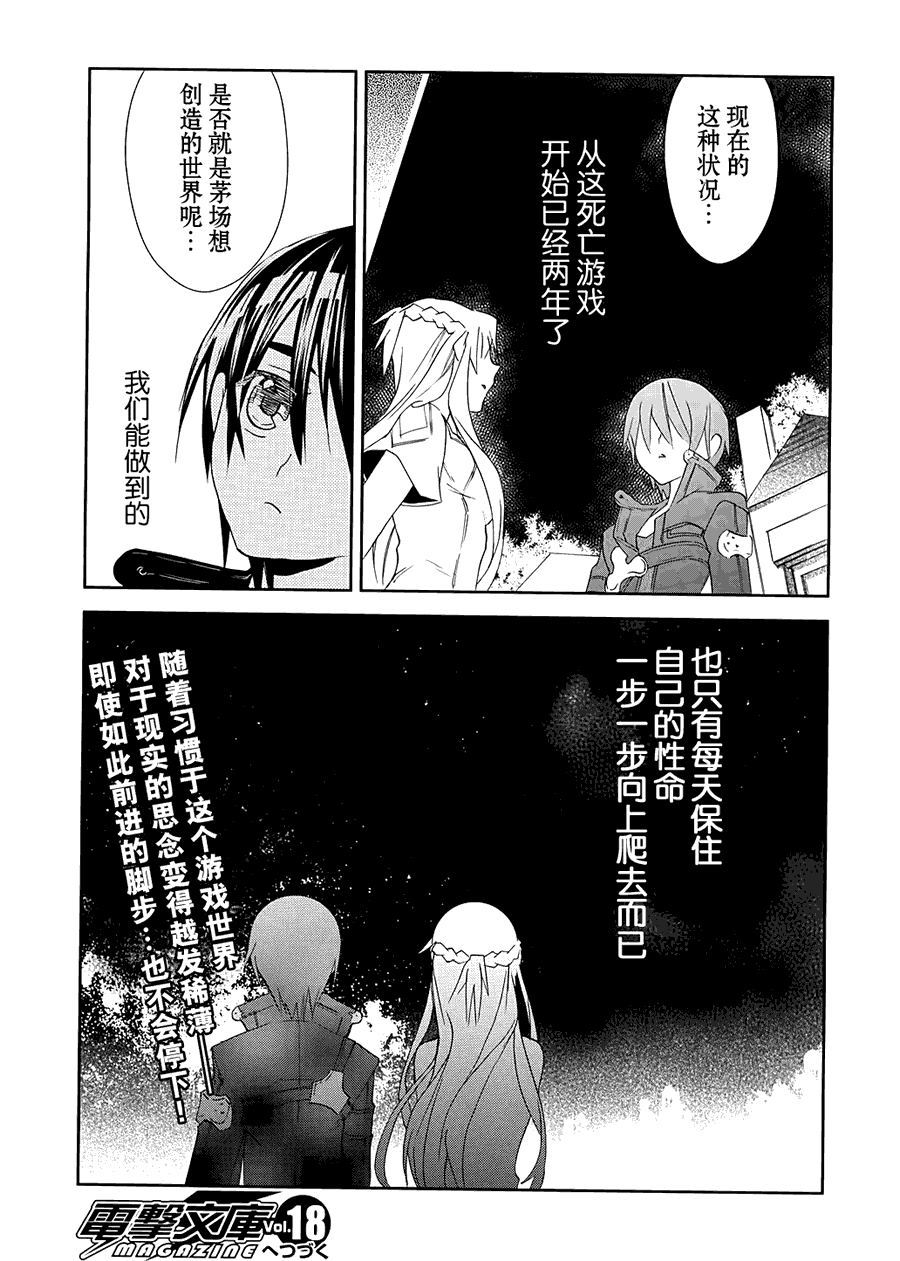 现在的
这种状况…
从这死亡游戏
开始已经两年了
是否就是茅场想
创造的世界呢…
我们能做到的
也只有每天保住
自己的性命
一步一步向上爬去而已
随着习惯于这个游戏世界
对于现实的思念变得越发稀薄——
即使如此前进的脚步…也不会停下！
電撃文庫
MAGAZINE
Vol.18
へつづく